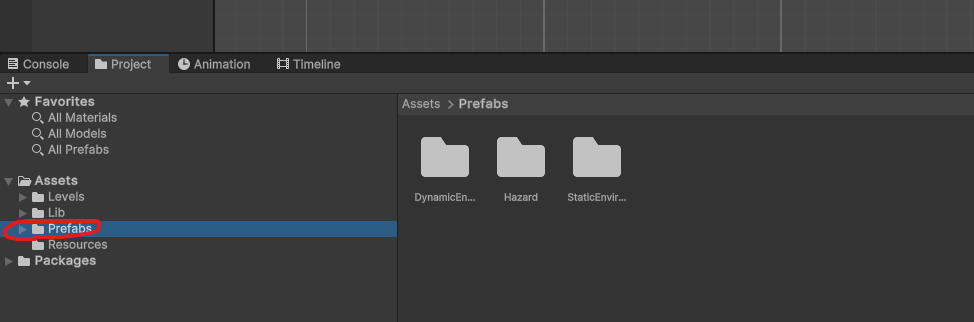 Console Project Animation Timeline
Favorites
All Materials
All Models
All Prefabs
Assets
Levels
Lib
Prefabs
Resources
Packages
Assets > Prefabs
DynamicEn... Hazard StaticEnvir...